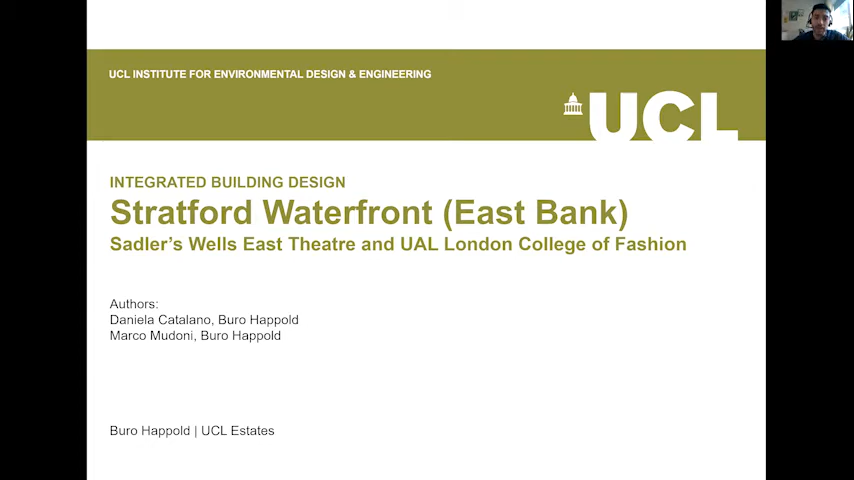 UCL INSTITUTE FOR ENVIRONMENTAL DESIGN & ENGINEERING
UCL
INTEGRATED BUILDING DESIGN
Stratford Waterfront (East Bank)
Sadler's Wells East Theatre and UAL London College of Fashion
Authors:
Daniela Catalano, Buro Happold
Marco Mudoni, Buro Happold
Buro Happold | UCL Estates